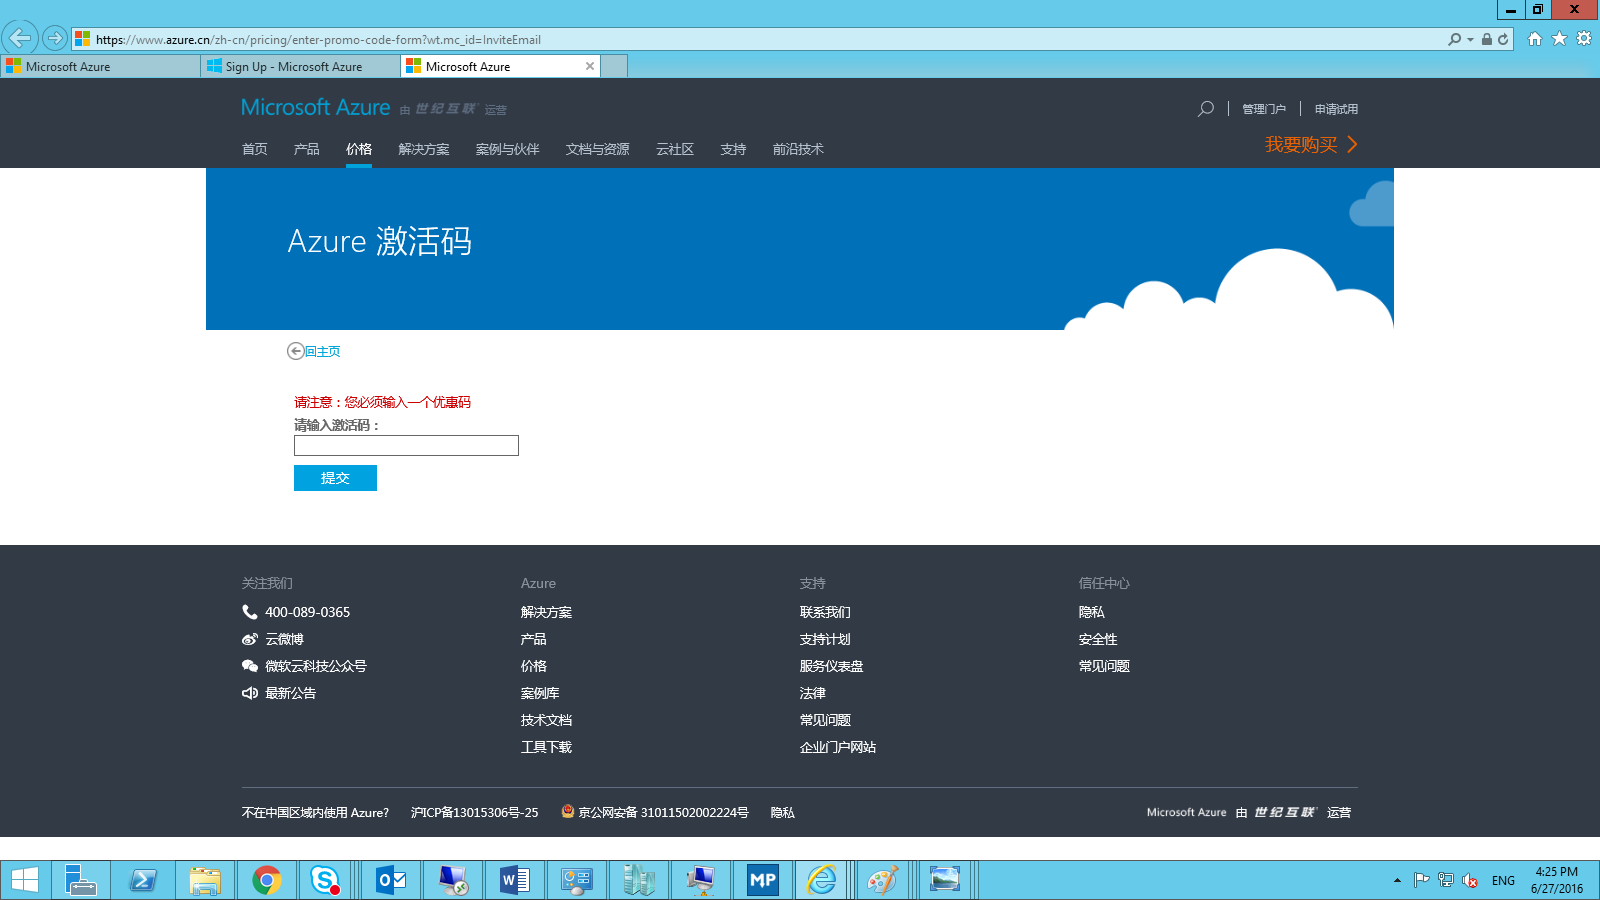 https://www.azure.cn/zh-cn/pricing/enter-promo-code-form?wt.mc_id=InviteEmail
Microsoft Azure
Sign Up - Microsoft Azure
Microsoft Azure
Microsoft Azure 由 世纪互联 运营
管理门户
申请试用
首页 产品 价格 解决方案 案例与伙伴 文档与资源 云社区 支持 前沿技术
我要购买
Azure 激活码
回主页
请注意：您必须输入一个优惠码
请输入激活码：
提交
关注我们
400-089-0365
云微博
微软云科技公众号
最新公告
Azure
解决方案
产品
价格
案例库
技术文档
工具下载
支持
联系我们
支持计划
服务仪表盘
法律
常见问题
企业门户网站
信任中心
隐私
安全性
常见问题
不在中国区域内使用 Azure? 沪ICP备13015306号-25 京公网安备 31011502002224号 隐私
Microsoft Azure 由 世纪互联 运营
MP
ENG
4:25 PM
6/27/2016